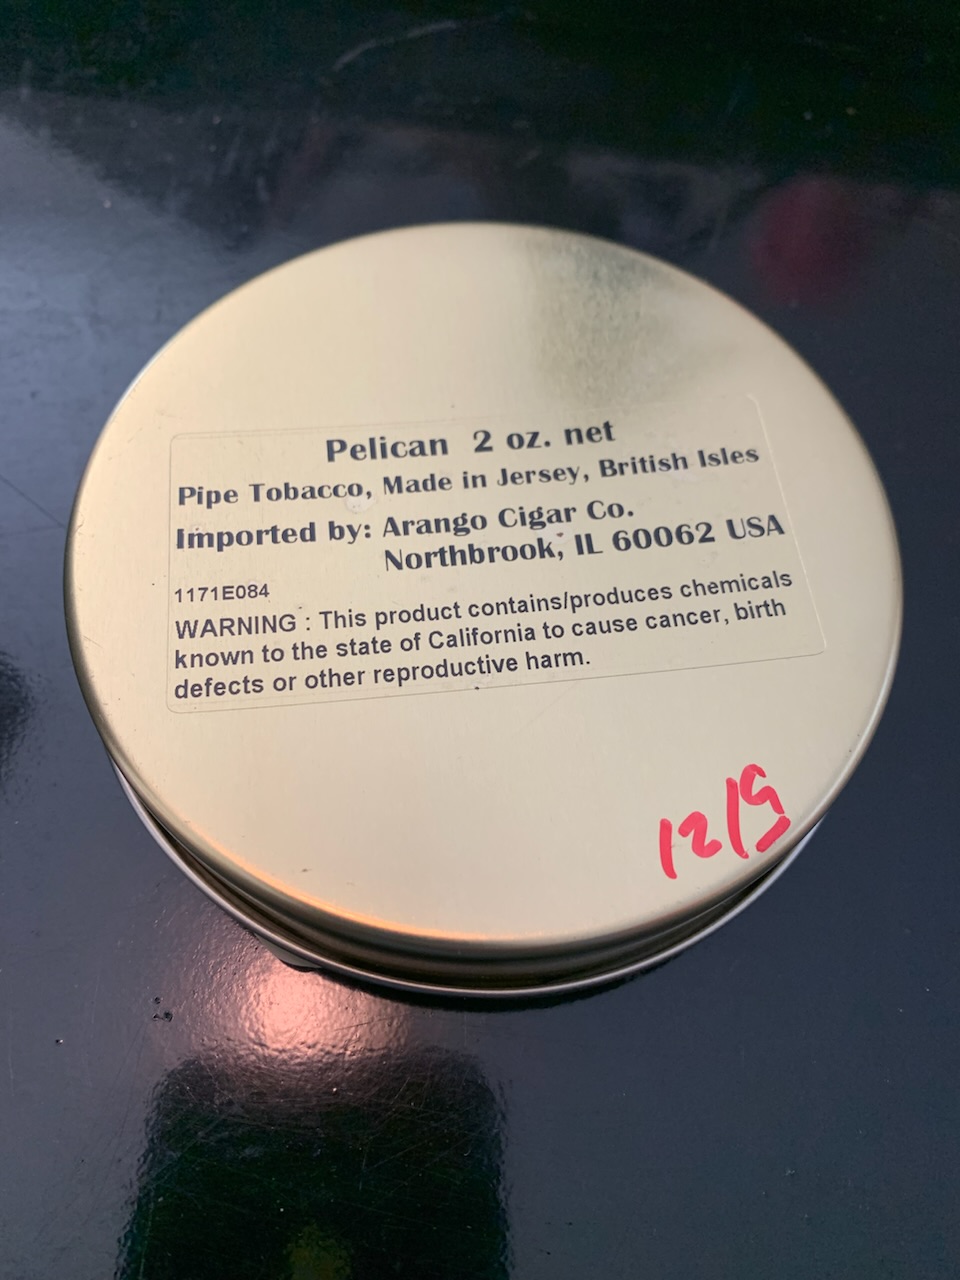 Pelican 2 oz. net
Pipe Tobacco, Made in Jersey, British Isles
Imported by: Arango Cigar Co.
Northbrook, IL 60062 USA
1171E084
WARNING : This product contains/produces chemicals
known to the state of California to cause cancer, birth
defects or other reproductive harm.
12/9